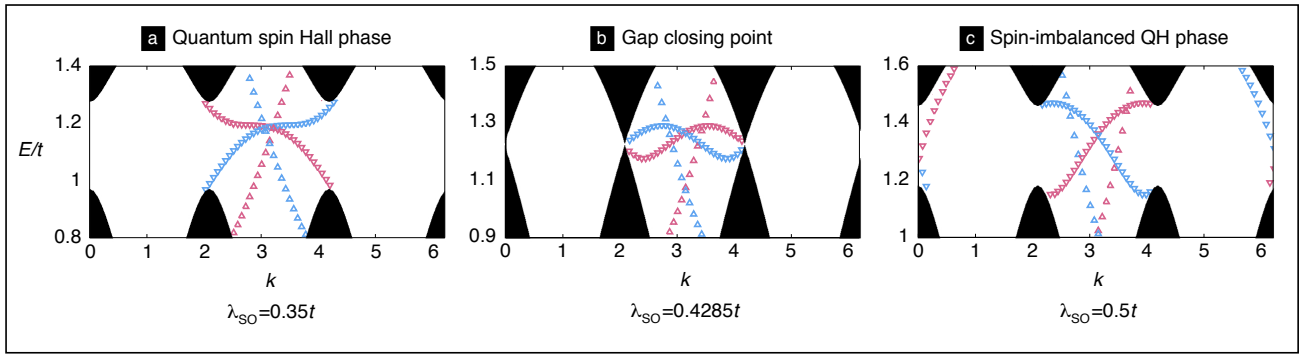 a Quantum spin Hall phase
b Gap closing point
c Spin-imbalanced QH phase
1.4
1.2
1
0.8
E/t
0 1 2 3 4 5 6
k
λSO=0.35t
1.5
1.3
1.1
0.9
0 1 2 3 4 5 6
k
λSO=0.4285t
1.6
1.4
1.2
1
0 1 2 3 4 5 6
k
λSO=0.5t